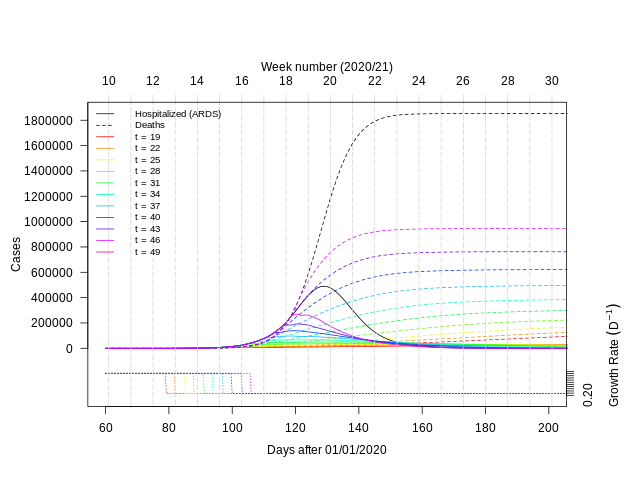 Week number (2020/21)
10 12 14 16 18 20 22 24 26 28 30
Cases
1800000
1600000
1400000
1200000
1000000
800000
600000
400000
200000
0
Hospitalized (ARDS)
Deaths
t = 19
t = 22
t = 25
t = 28
t = 31
t = 34
t = 37
t = 40
t = 43
t = 46
t = 49
0.20
Growth Rate (D⁻¹)
60 80 100 120 140 160 180 200
Days after 01/01/2020